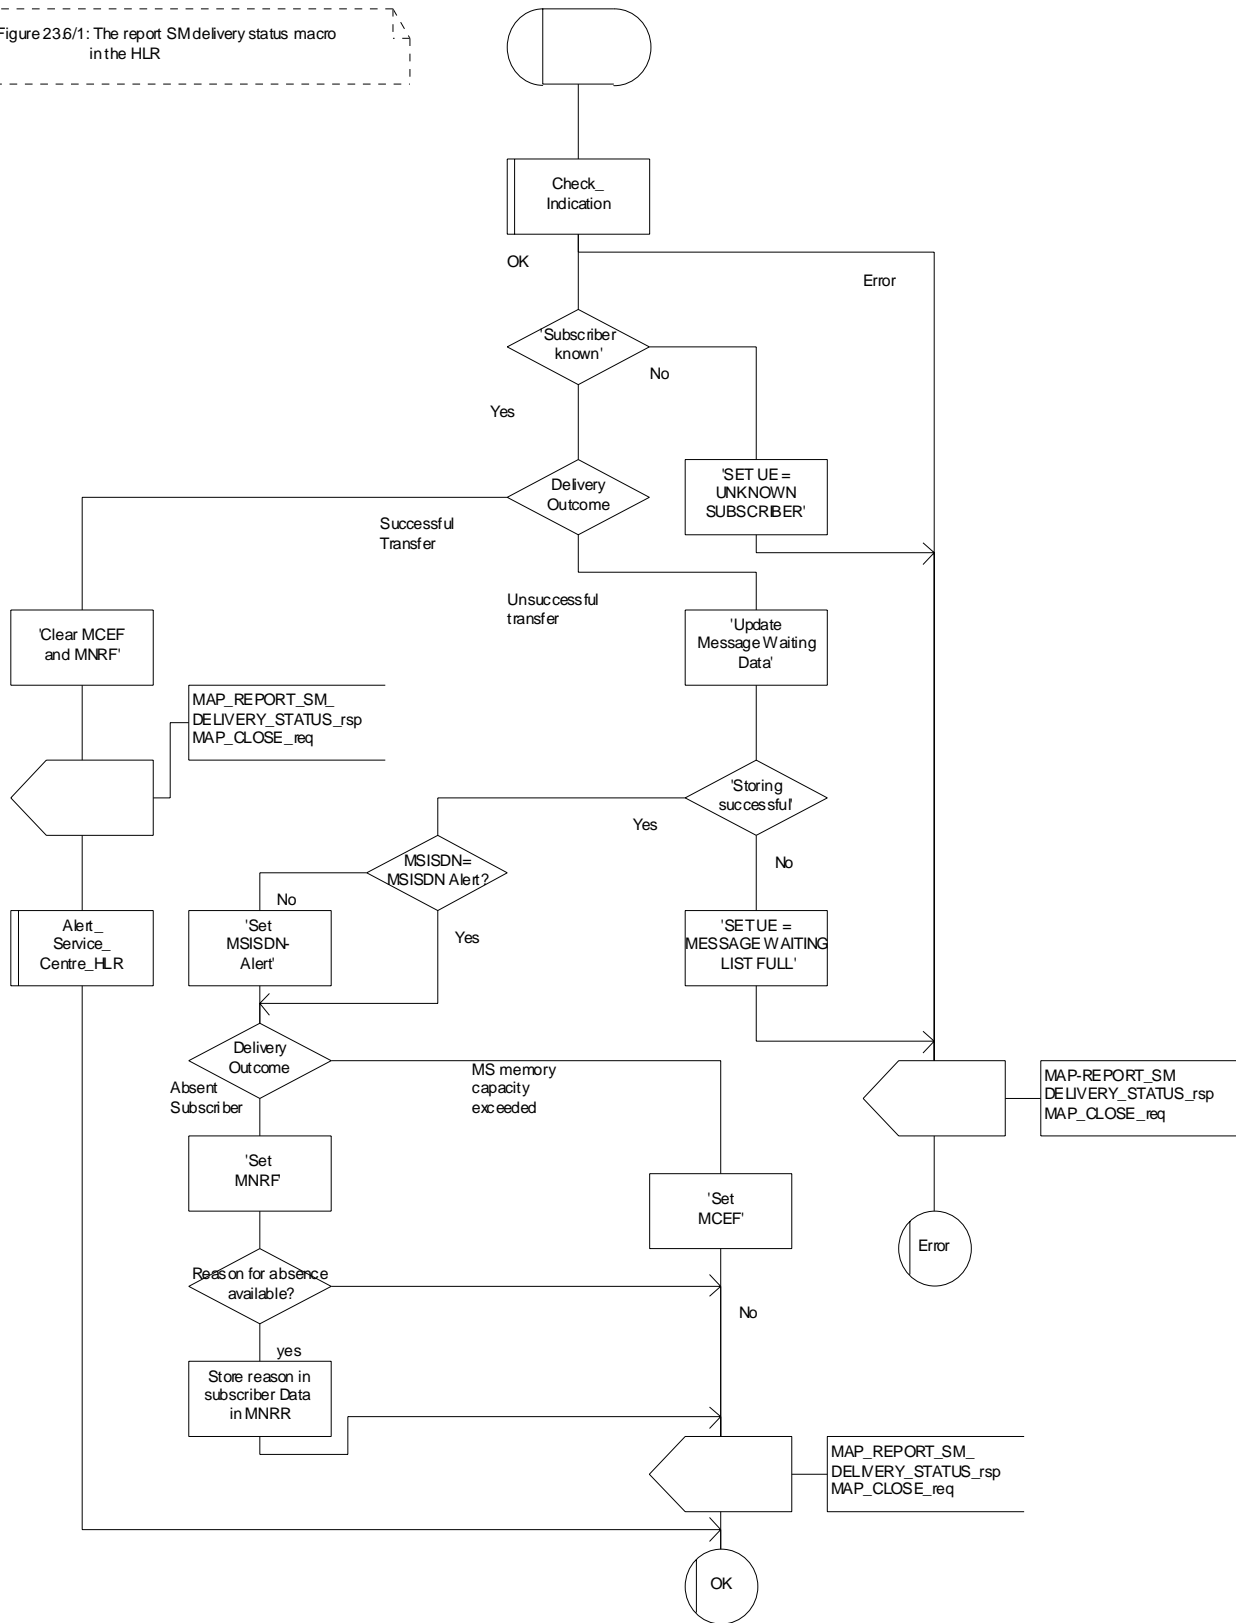 Figure 23.6/1: The report SM delivery status macro
in the HLR
Check_
Indication
OK
Error
'Subscriber
known'
No
Yes
Delivery
Outcome
'SET UE =
UNKNOWN
SUBSCRIBER'
Successful
Transfer
Unsuccessful
transfer
'Clear MCEF
and MNRF'
'Update
Message Waiting
Data'
MAP_REPORT_SM_
DELIVERY_STATUS_rsp
MAP_CLOSE_req
'Storing
successful'
Yes
No
MSISDN=
MSISDN Alert?
No
Yes
Alert_
Service_
Centre_HLR
'Set
MSISDN-
Alert'
'SET UE =
MESSAGE WAITING
LIST FULL'
Delivery
Outcome
Absent
Subscriber
MS memory
capacity
exceeded
MAP-REPORT_SM
DELIVERY_STATUS_rsp
MAP_CLOSE_req
'Set
MNRF'
'Set
MCEF'
Error
Reason for absence
available?
No
yes
Store reason in
subscriber Data
in MNRR
MAP_REPORT_SM_
DELIVERY_STATUS_rsp
MAP_CLOSE_req
OK